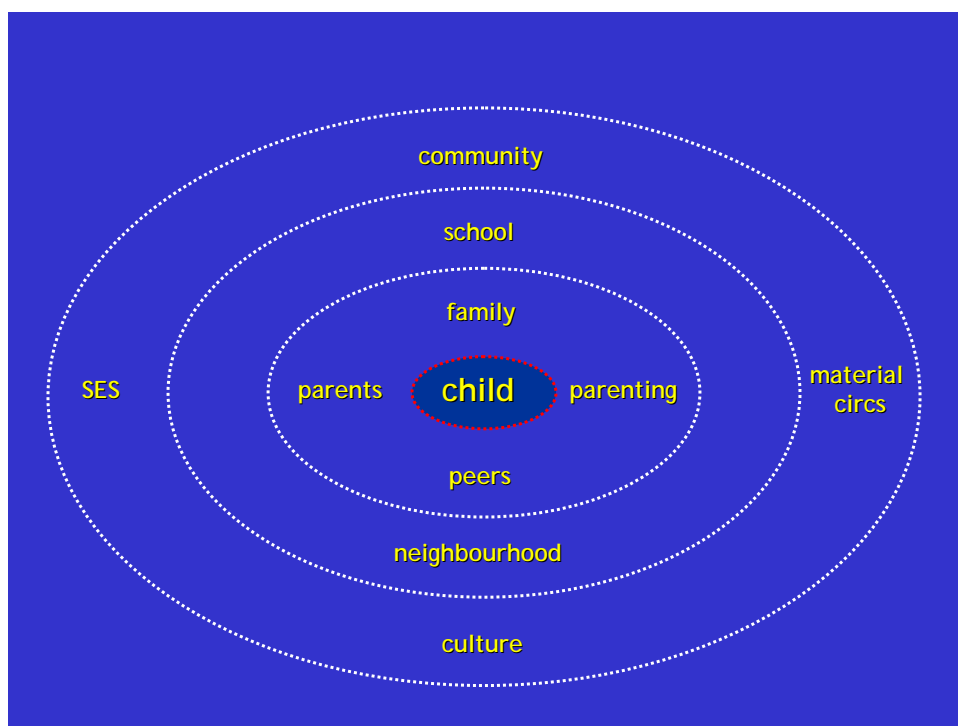 community
school
family
SES
parents
child
parenting
material
circs
peers
neighbourhood
culture